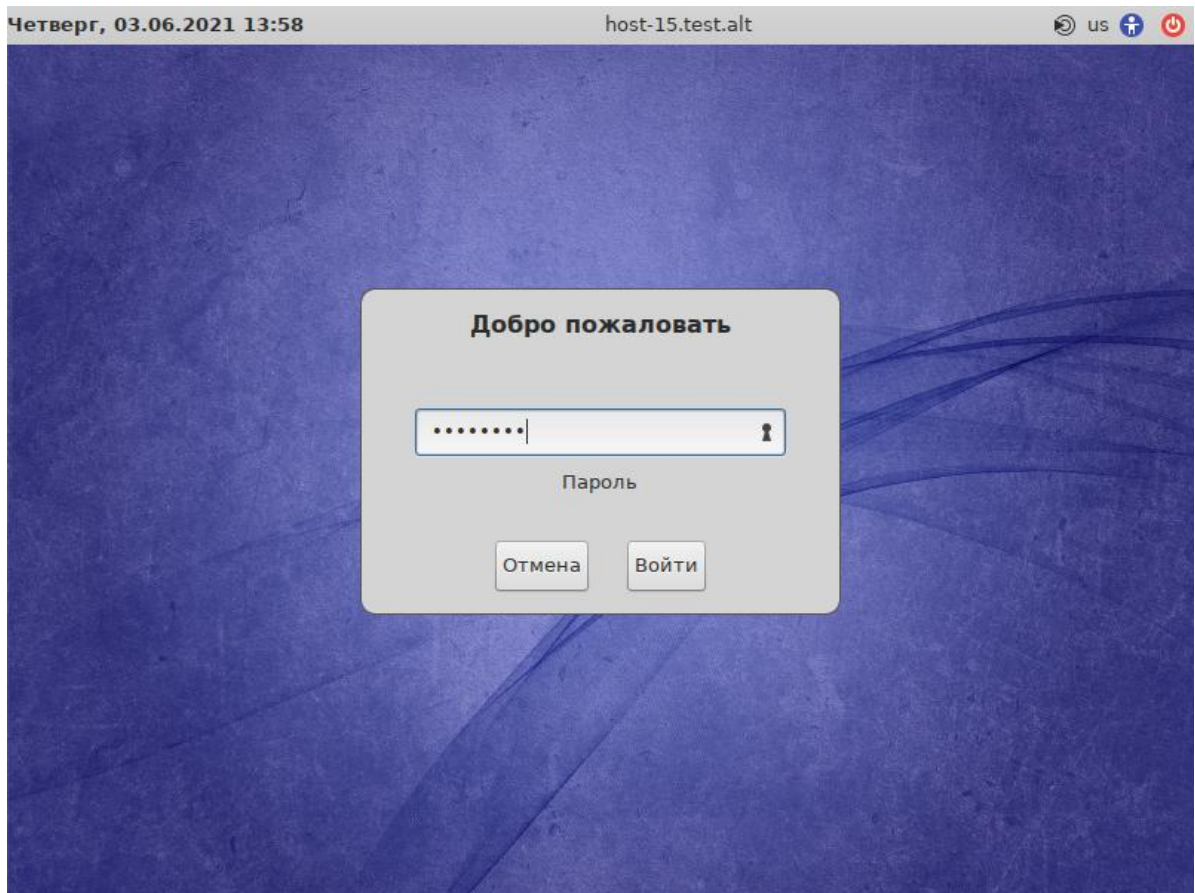 Четверг, 03.06.2021 13:58 host-15.test.alt us
Добро пожаловать
••••••••
Пароль
Отмена Войти